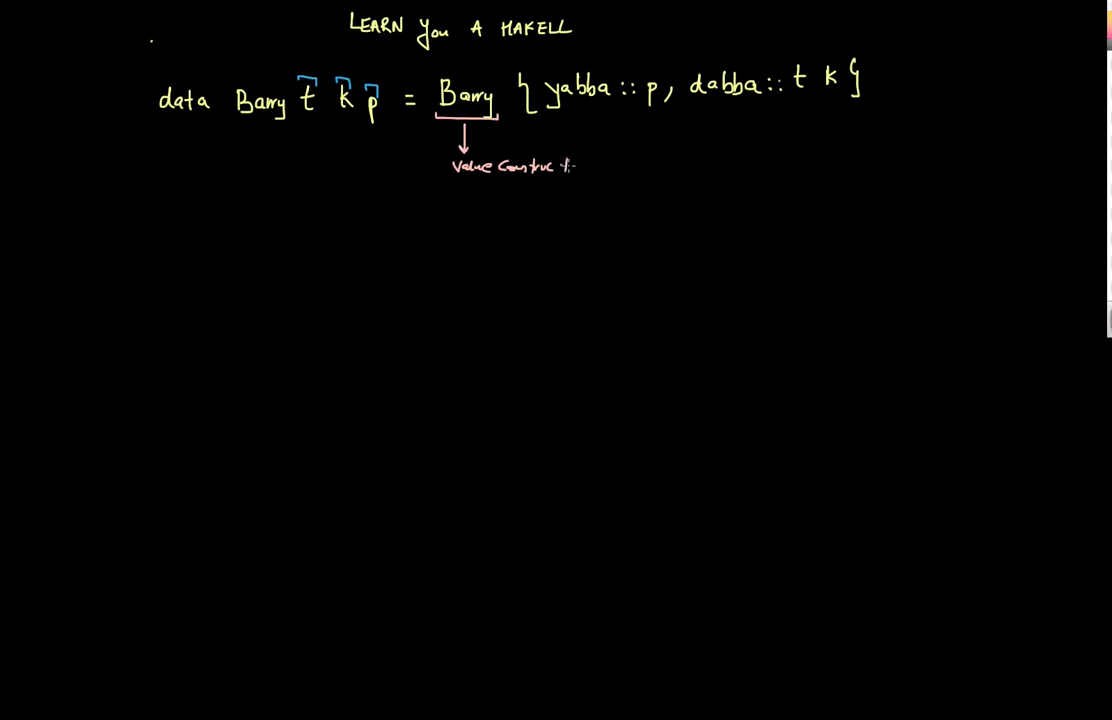 LEARN You A HAKELL
data Barry t k p = Barry { yabba :: p, dabba :: t k }
Value Construct